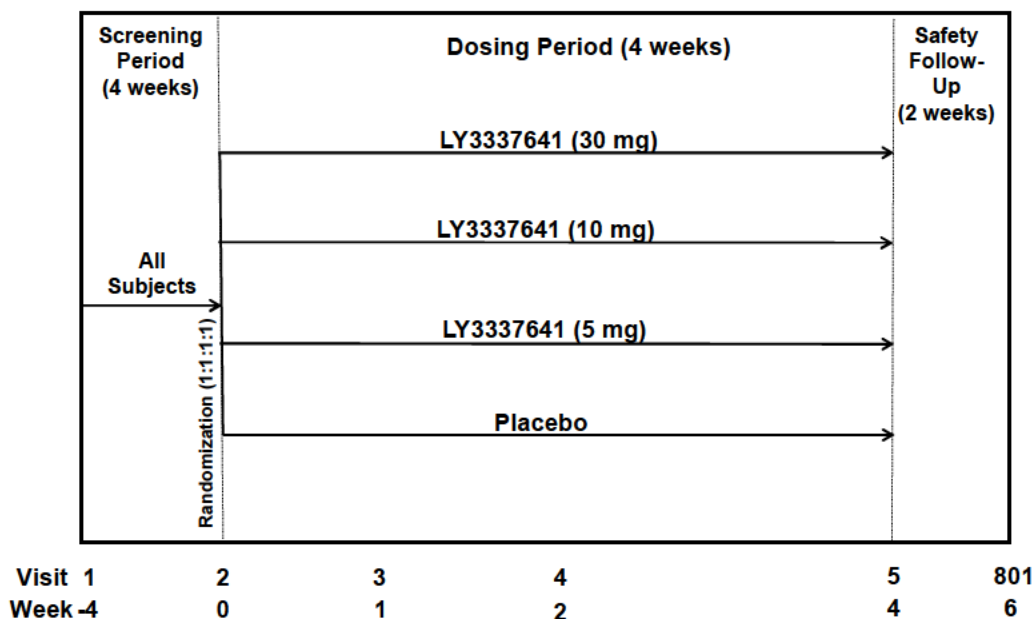 Screening
Period
(4 weeks)
Dosing Period (4 weeks)
Safety
Follow-
Up
(2 weeks)
LY3337641 (30 mg)
LY3337641 (10 mg)
All
Subjects
LY3337641 (5 mg)
Randomization (1:1:1:1)
Placebo
Visit 1 2 3 4 5 801
Week -4 0 1 2 4 6